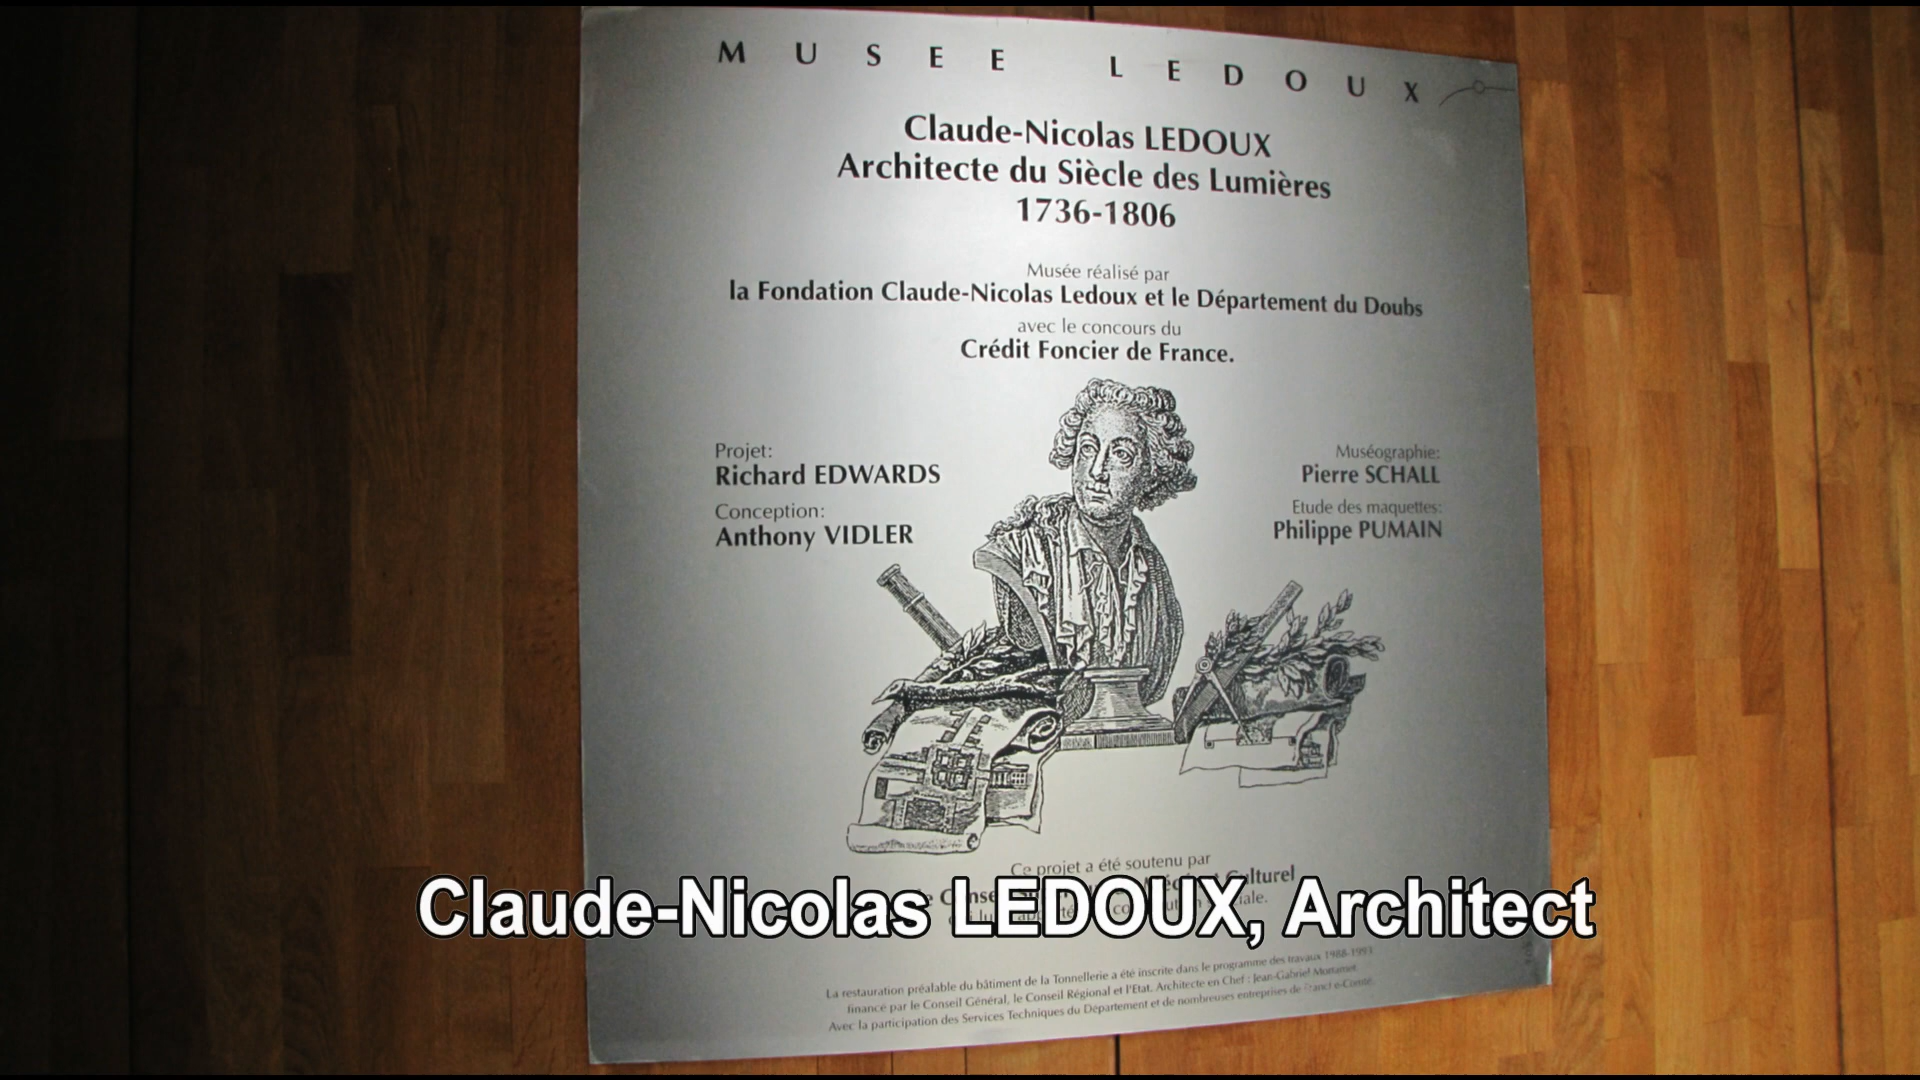 MUSEE LEDOUX
Claude-Nicolas LEDOUX
Architecte du Siècle des Lumières
1736-1806
Musée réalisé par
la Fondation Claude-Nicolas Ledoux et le Département du Doubs
avec le concours du
Crédit Foncier de France.
Projet:
Richard EDWARDS
Conception:
Anthony VIDLER
Muséographie:
Pierre SCHALL
Etude des maquettes:
Philippe PUMAIN
Ce projet a été soutenu par
Culturel
Claude-Nicolas LEDOUX, Architect
La restauration préalable du bâtiment de la Tonnellerie a été inscrite dans le programme des travaux 1988-1993
financé par le Conseil Général, le Conseil Régional et l'Etat. Architecte en Chef : Jean-Gabriel
Avec la participation des Services Techniques du Département et de nombreuses entreprises de